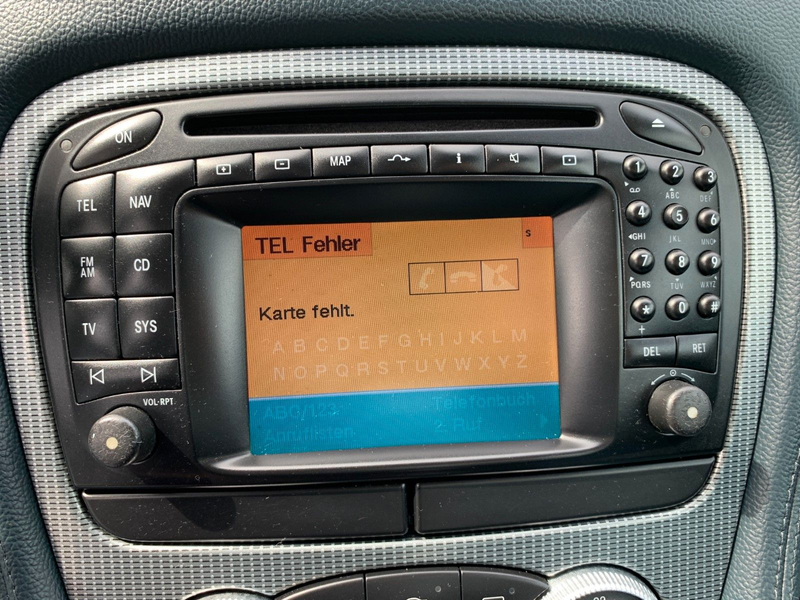 ON
MAP
i
TEL
NAV
FM
AM
CD
TV
SYS
VOL·RPT
TEL Fehler
s
Karte fehlt.
A B C D E F G H I J K L M
N O P Q R S T U V W X Y Z
ABC/123 Telefonbuch
Anruflisten 2. Ruf
1 2 3
ABC DEF
4 5 6
GHI JKL MNO
7 8 9
PQRS TUV WXYZ
* 0 #
+
DEL RET